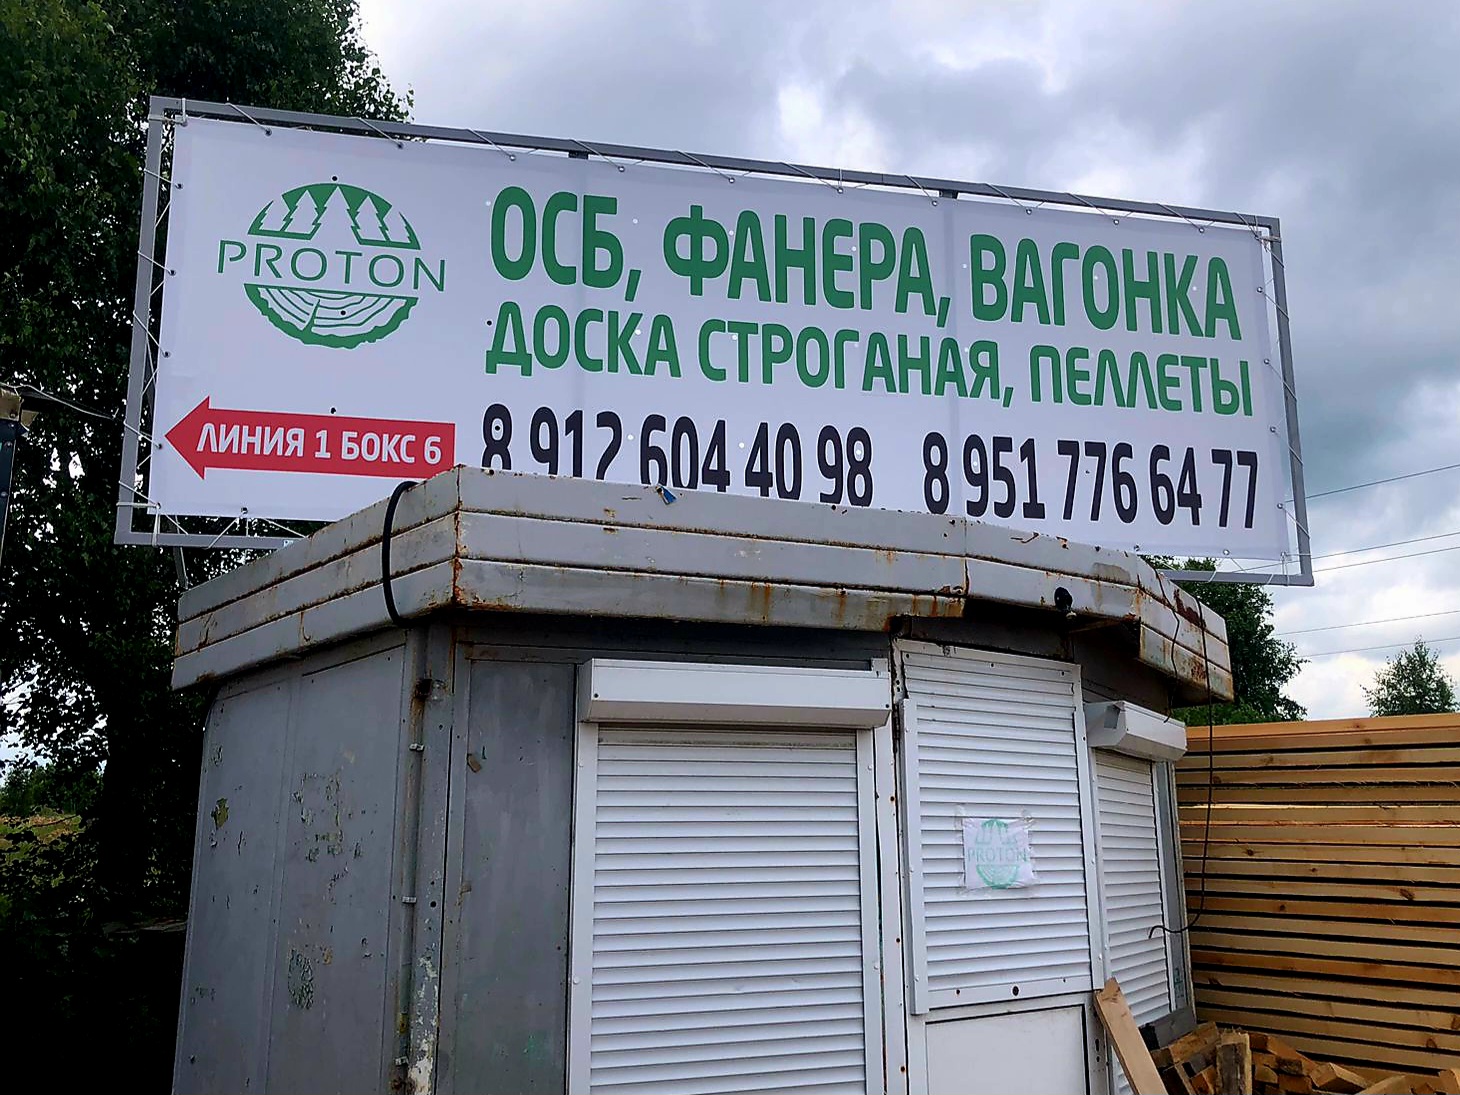 PROTON
ОСБ, ФАНЕРА, ВАГОНКА
ДОСКА СТРОГАНАЯ, ПЕЛЛЕТЫ
ЛИНИЯ 1 БОКС 6
8 912 604 40 98 8 951 776 64 77
PROTON